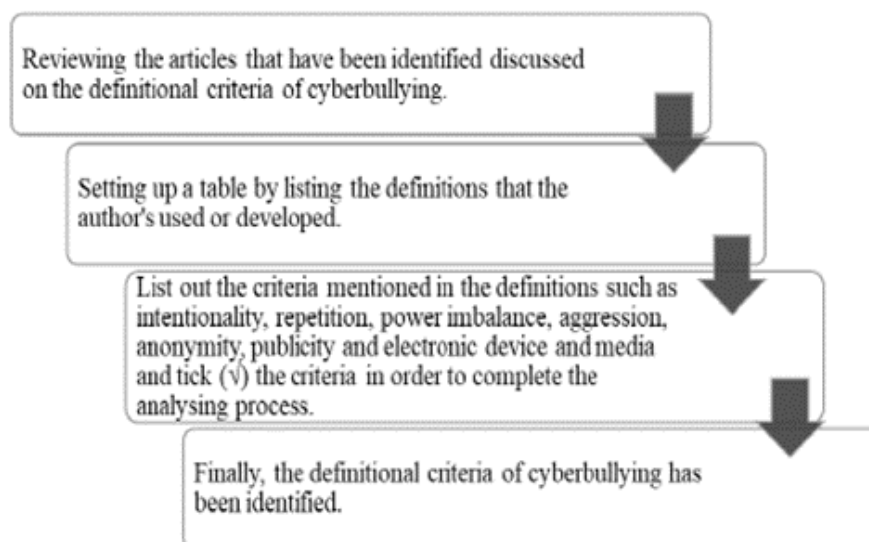 Reviewing the articles that have been identified discussed
on the definitional criteria of cyberbullying.
Setting up a table by listing the definitions that the
author's used or developed.
List out the criteria mentioned in the definitions such as
intentionality, repetition, power imbalance, aggression,
anonymity, publicity and electronic device and media
and tick (√) the criteria in order to complete the
analysing process.
Finally, the definitional criteria of cyberbullying has
been identified.